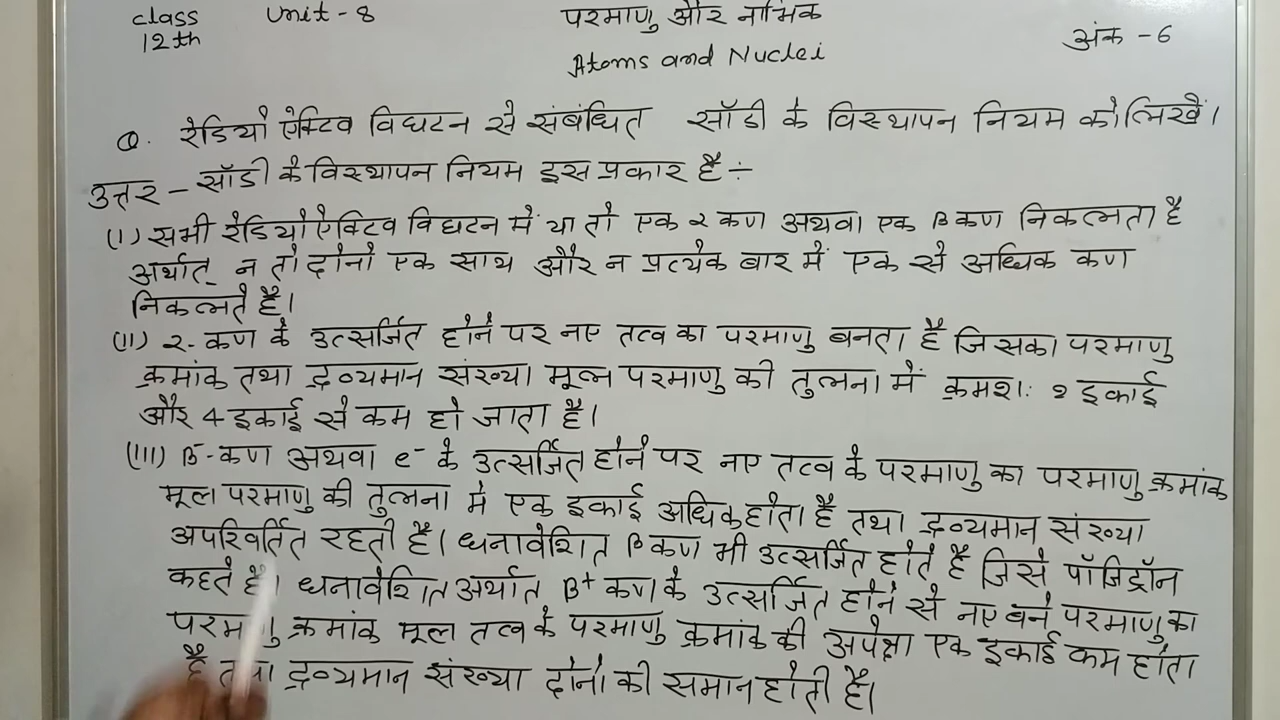 class Unit - 8 परमाणु और नाभिक
12th Atoms and Nuclei अंक - 6
Q. रेडियो ऐक्टिव विघटन से संबंधित सॉडी के विस्थापन नियम को लिखें।
उत्तर - सॉडी के विस्थापन नियम इस प्रकार है ÷
(I) सभी रेडियोऐक्टिव विघटन में या तो एक α कण अथवा एक β कण निकलता है
अर्थात् न तो दोनो एक साथ और न प्रत्येक बार में एक से अधिक कण
निकलते है।
(II) α- कण के उत्सर्जित होने पर नए तत्व का परमाणु बनता है जिसका परमाणु
क्रमांक तथा द्रव्यमान संख्या मूल परमाणु की तुलना में क्रमशः 2 इकाई
और 4 इकाई से कम हो जाता है।
(III) β-कण अथवा e⁻ के उत्सर्जित होने पर नए तत्व के परमाणु का परमाणु क्रमांक
मूल परमाणु की तुलना मे एक इकाई अधिक होता है तथा द्रव्यमान संख्या
अपरिवर्तित रहती है। धनावेशित β कण भी उत्सर्जित होते है जिसे पॉजिट्रॉन
कहते है। धनावेशित अर्थात β⁺ कण के उत्सर्जित होने से नए बने परमाणु का
परमाणु क्रमांक मूल तत्व के परमाणु क्रमांक की अपेक्षा एक इकाई कम होता
है तथा द्रव्यमान संख्या दोनो की समान होती है।